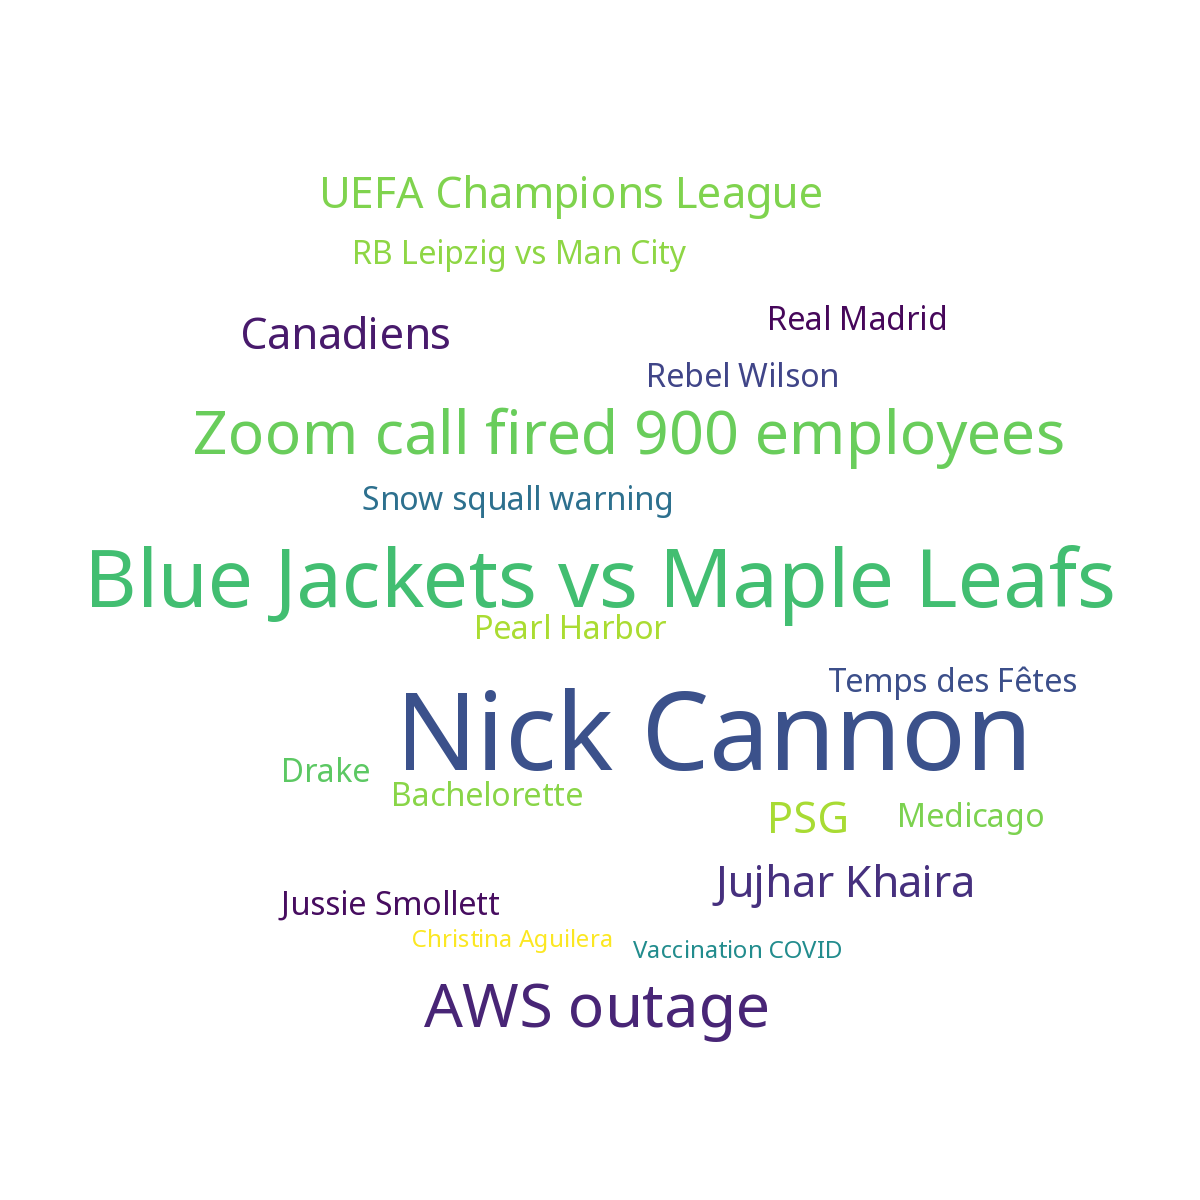 UEFA Champions League
RB Leipzig vs Man City
Real Madrid
Canadiens
Rebel Wilson
Zoom call fired 900 employees
Snow squall warning
Blue Jackets vs Maple Leafs
Pearl Harbor
Temps des Fêtes
Nick Cannon
Drake
Bachelorette
PSG
Medicago
Jujhar Khaira
Jussie Smollett
Christina Aguilera
Vaccination COVID
AWS outage